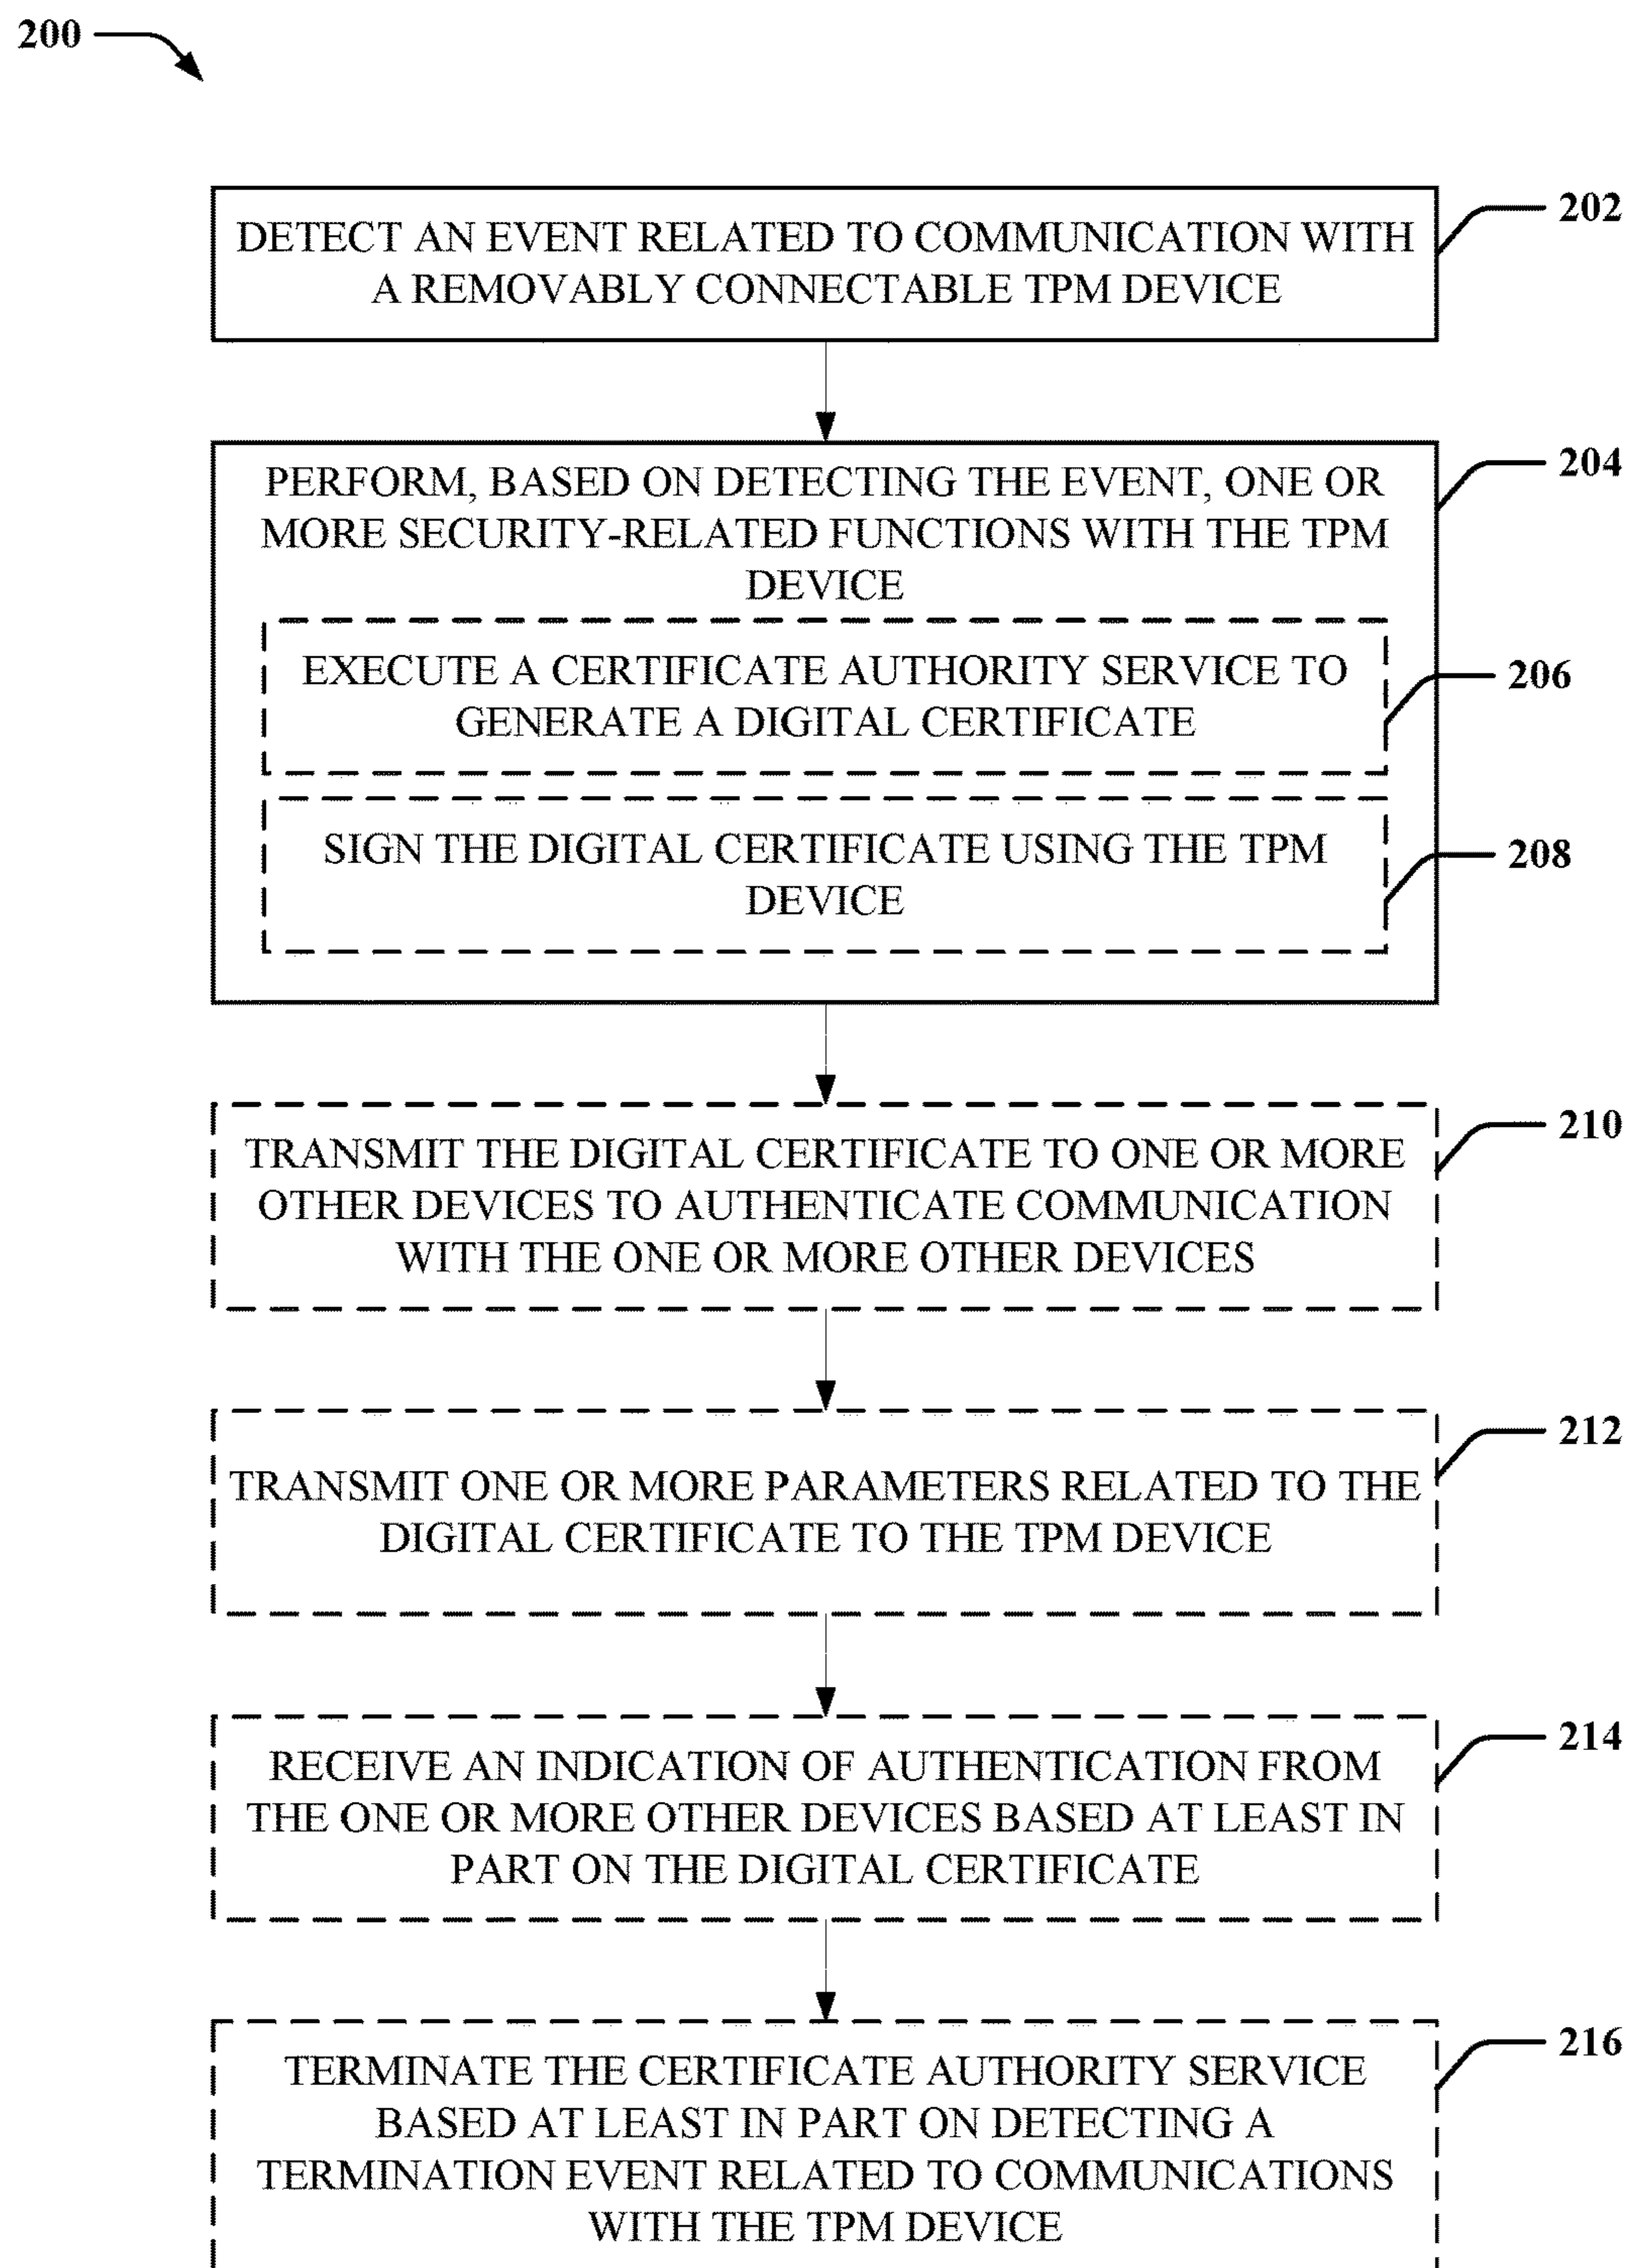 200
202
DETECT AN EVENT RELATED TO COMMUNICATION WITH
A REMOVABLY CONNECTABLE TPM DEVICE
204
PERFORM, BASED ON DETECTING THE EVENT, ONE OR
MORE SECURITY-RELATED FUNCTIONS WITH THE TPM
DEVICE
EXECUTE A CERTIFICATE AUTHORITY SERVICE TO
GENERATE A DIGITAL CERTIFICATE
206
SIGN THE DIGITAL CERTIFICATE USING THE TPM
DEVICE
208
210
TRANSMIT THE DIGITAL CERTIFICATE TO ONE OR MORE
OTHER DEVICES TO AUTHENTICATE COMMUNICATION
WITH THE ONE OR MORE OTHER DEVICES
212
TRANSMIT ONE OR MORE PARAMETERS RELATED TO THE
DIGITAL CERTIFICATE TO THE TPM DEVICE
214
RECEIVE AN INDICATION OF AUTHENTICATION FROM
THE ONE OR MORE OTHER DEVICES BASED AT LEAST IN
PART ON THE DIGITAL CERTIFICATE
216
TERMINATE THE CERTIFICATE AUTHORITY SERVICE
BASED AT LEAST IN PART ON DETECTING A
TERMINATION EVENT RELATED TO COMMUNICATIONS
WITH THE TPM DEVICE